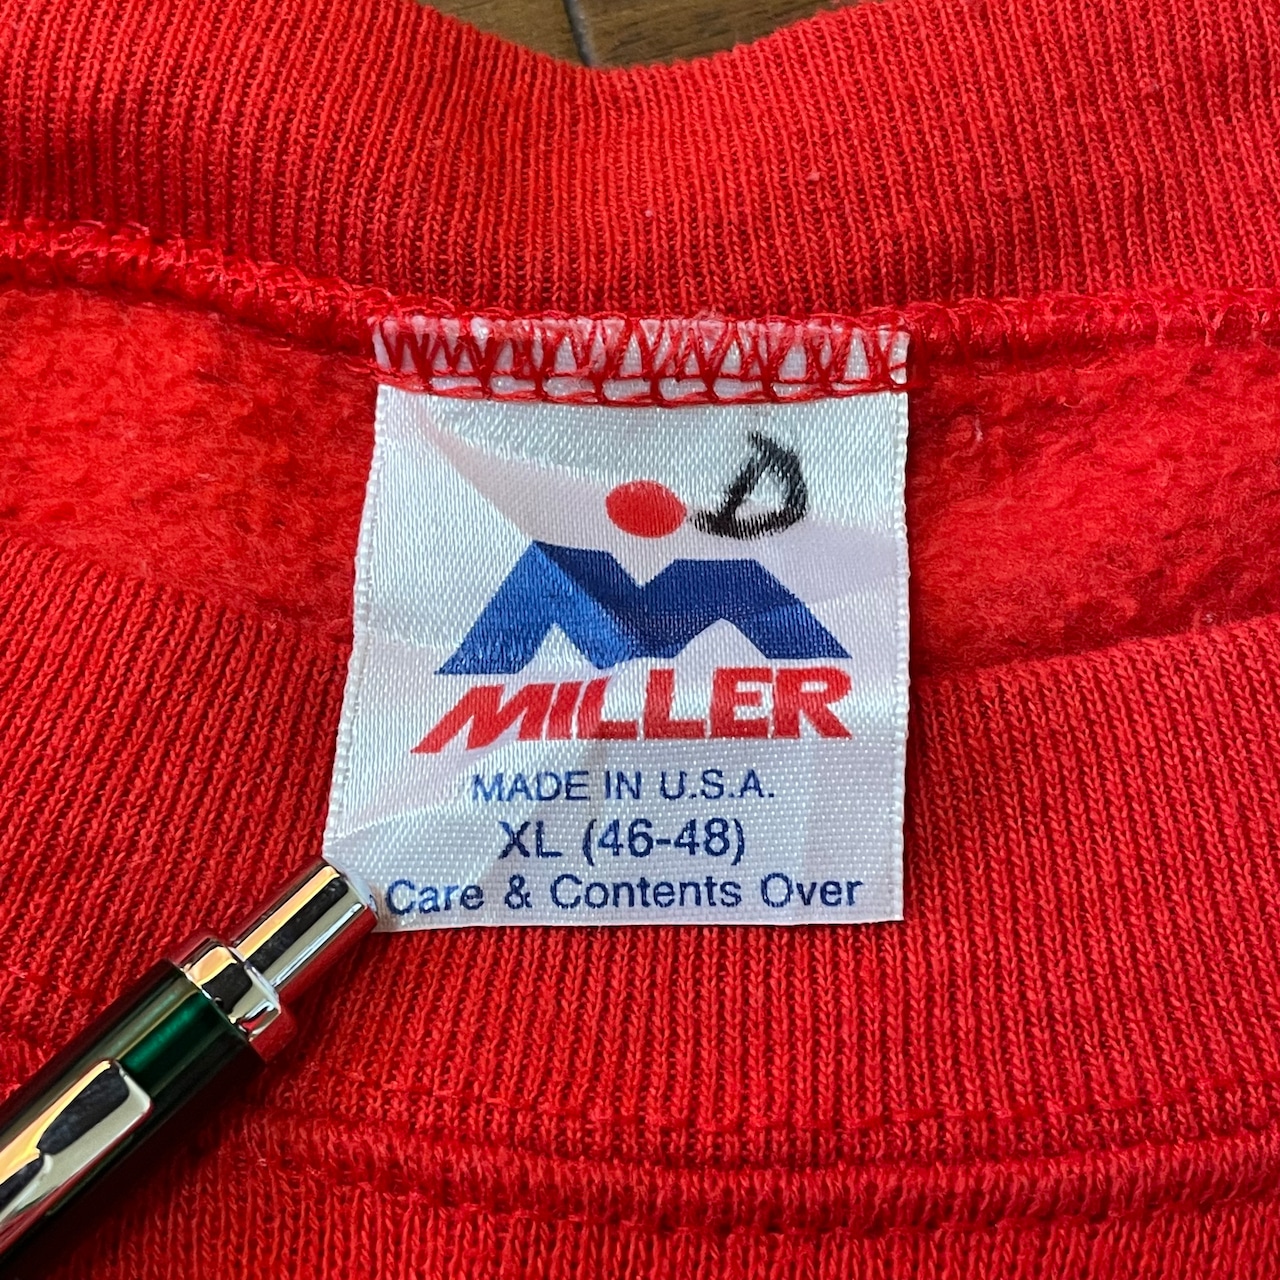 D
MILLER
MADE IN U.S.A.
XL (46-48)
Care & Contents Over